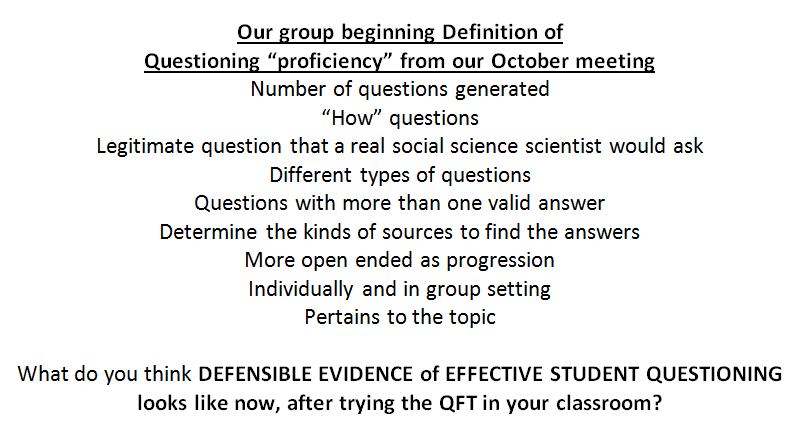 Our group beginning Definition of
Questioning “proficiency” from our October meeting
Number of questions generated
“How” questions
Legitimate question that a real social science scientist would ask
Different types of questions
Questions with more than one valid answer
Determine the kinds of sources to find the answers
More open ended as progression
Individually and in group setting
Pertains to the topic
What do you think DEFENSIBLE EVIDENCE of EFFECTIVE STUDENT QUESTIONING
looks like now, after trying the QFT in your classroom?